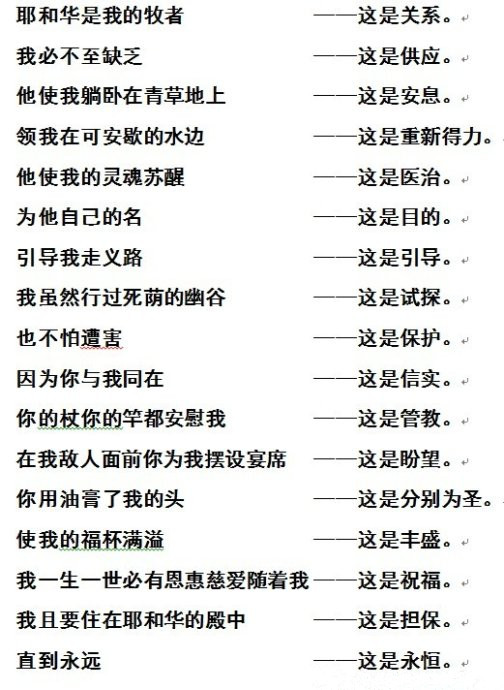 耶和华是我的牧者 ——这是关系。
我必不至缺乏 ——这是供应。
他使我躺卧在青草地上 ——这是安息。
领我在可安歇的水边 ——这是重新得力。
他使我的灵魂苏醒 ——这是医治。
为他自己的名 ——这是目的。
引导我走义路 ——这是引导。
我虽然行过死荫的幽谷 ——这是试探。
也不怕遭害 ——这是保护。
因为你与我同在 ——这是信实。
你的杖你的竿都安慰我 ——这是管教。
在我敌人面前你为我摆设宴席 ——这是盼望。
你用油膏了我的头 ——这是分别为圣。
使我的福杯满溢 ——这是丰盛。
我一生一世必有恩惠慈爱随着我 ——这是祝福。
我且要住在耶和华的殿中 ——这是担保。
直到永远 ——这是永恒。